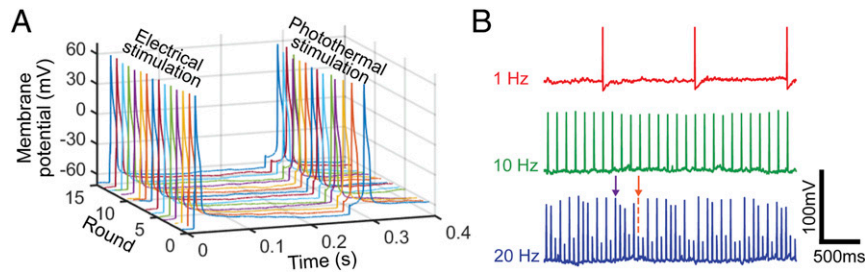 A
Membrane
potential (mV)
60
30
0
-30
-60
Electrical
stimulation
Photothermal
stimulation
15
10
5
0
Round
0
0.1
0.2
0.3
0.4
Time (s)
B
1 Hz
10 Hz
20 Hz
100mV
500ms